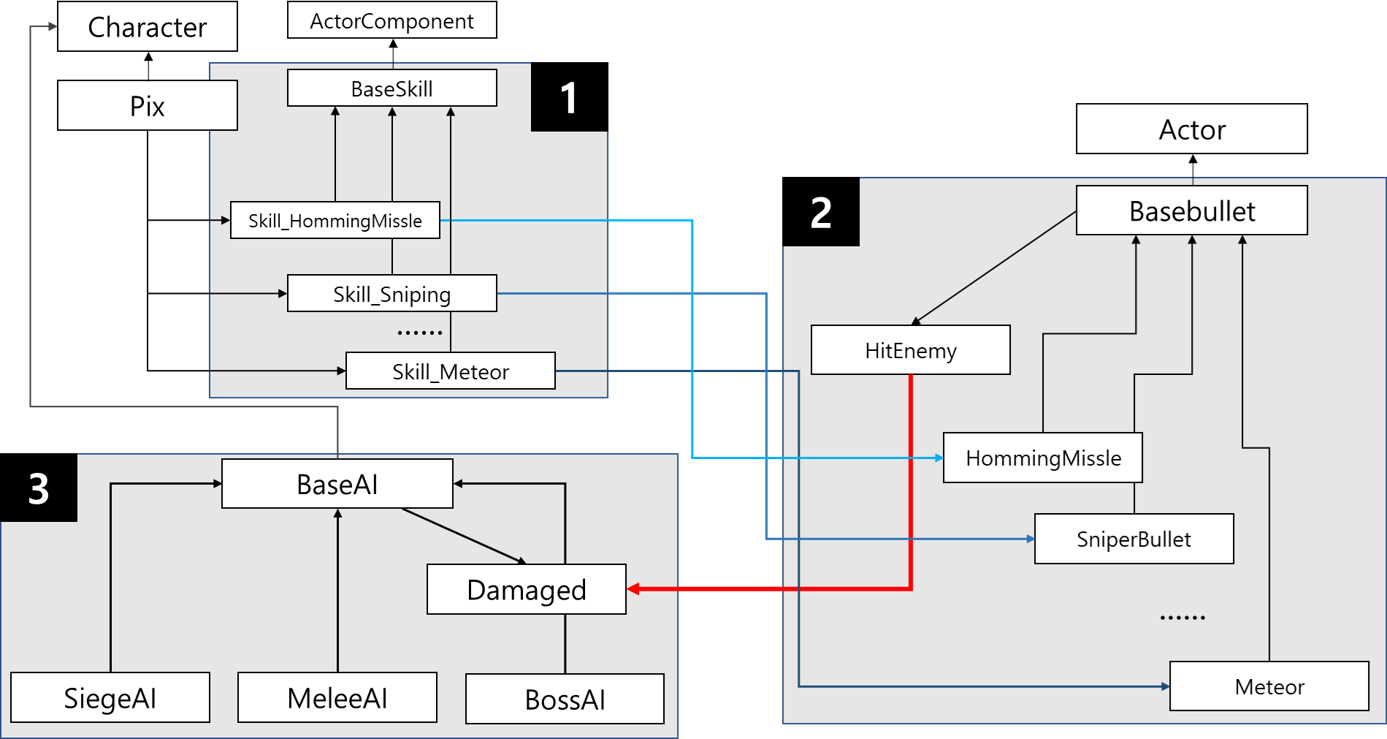 Character
ActorComponent
Pix
BaseSkill
1
Skill_HommingMissle
Skill_Sniping
......
Skill_Meteor
Actor
2
Basebullet
HitEnemy
HommingMissle
SniperBullet
......
Meteor
3
BaseAI
Damaged
SiegeAI
MeleeAI
BossAI